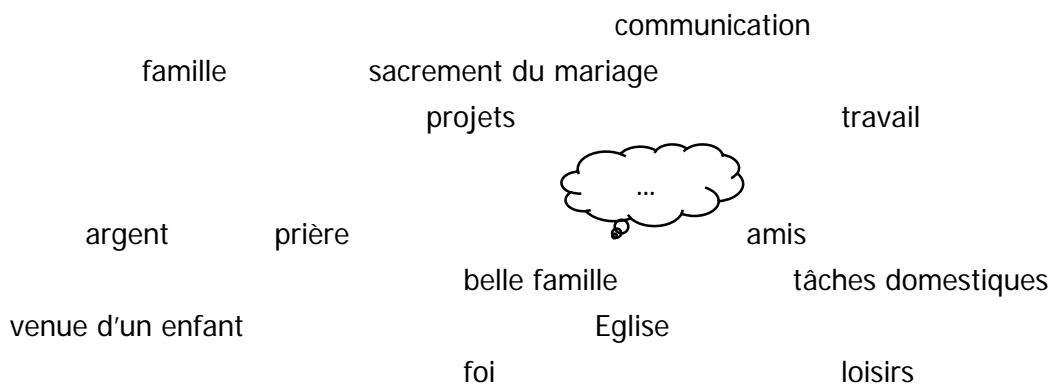 communication
famille sacrement du mariage
projets travail
...
argent prière amis
belle famille tâches domestiques
venue d'un enfant Eglise
foi loisirs